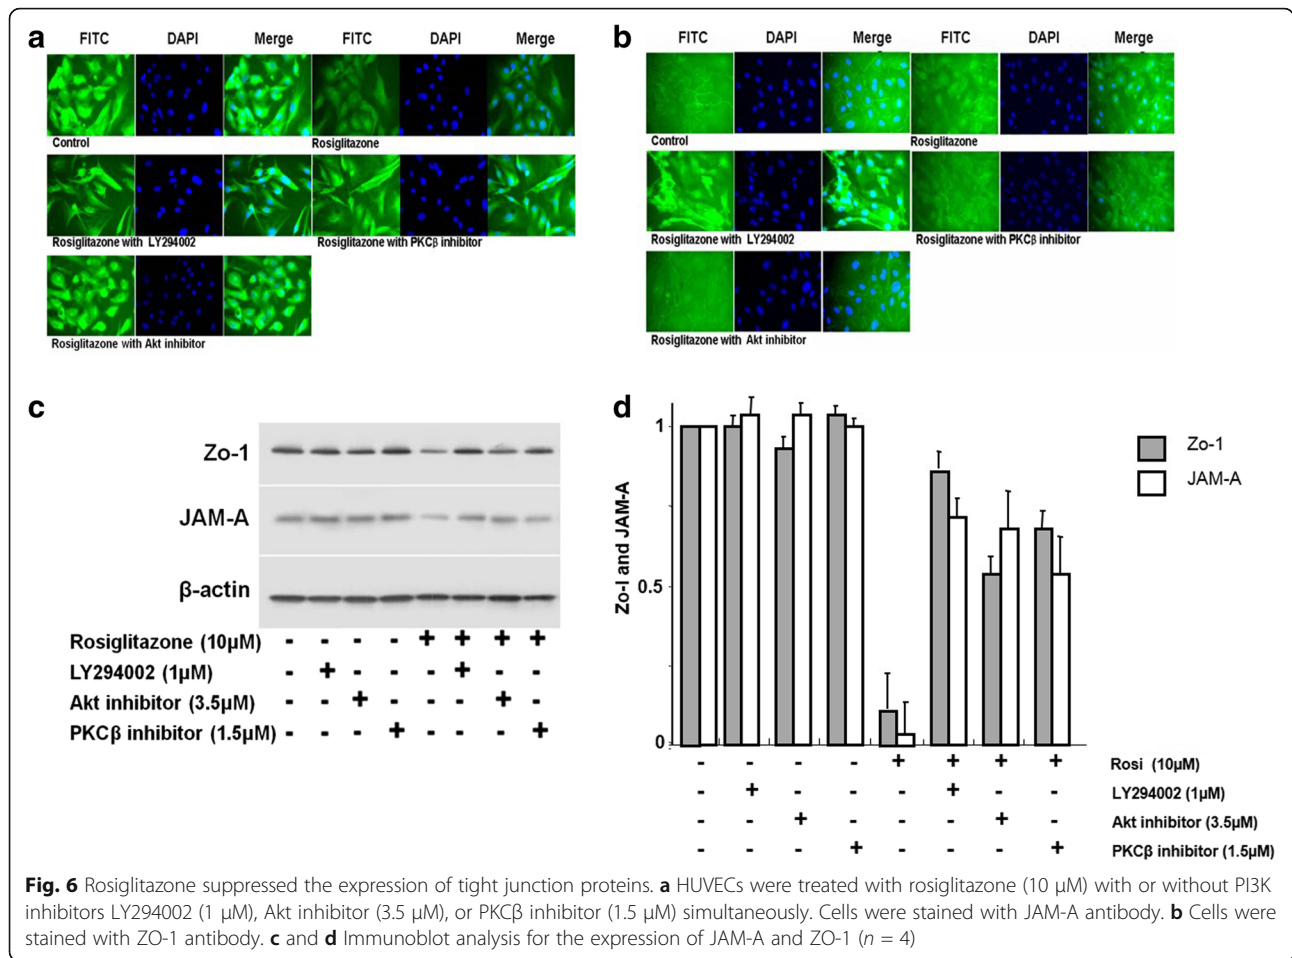 a
FITC DAPI Merge FITC DAPI Merge
Control Rosiglitazone
Rosiglitazone with LY294002 Rosiglitazone with PKCβ inhibitor
Rosiglitazone with Akt inhibitor
b
FITC DAPI Merge FITC DAPI Merge
Control Rosiglitazone
Rosiglitazone with LY294002 Rosiglitazone with PKCβ inhibitor
Rosiglitazone with Akt inhibitor
c
Zo-1
JAM-A
β-actin
Rosiglitazone (10μM) - - - - + + + +
LY294002 (1μM) - + - - - + - -
Akt inhibitor (3.5μM) - - + - - - + -
PKCβ inhibitor (1.5μM) - - - + - - - +
d
Zo-I and JAM-A
1
0.5
0
Zo-1
JAM-A
- - - - + + + + Rosi (10μM)
- + - - - + - - LY294002 (1μM)
- - + - - - + - Akt inhibitor (3.5μM)
- - - + - - - + PKCβ inhibitor (1.5μM)
Fig. 6 Rosiglitazone suppressed the expression of tight junction proteins. a HUVECs were treated with rosiglitazone (10 μM) with or without PI3K
inhibitors LY294002 (1 μM), Akt inhibitor (3.5 μM), or PKCβ inhibitor (1.5 μM) simultaneously. Cells were stained with JAM-A antibody. b Cells were
stained with ZO-1 antibody. c and d Immunoblot analysis for the expression of JAM-A and ZO-1 (n = 4)